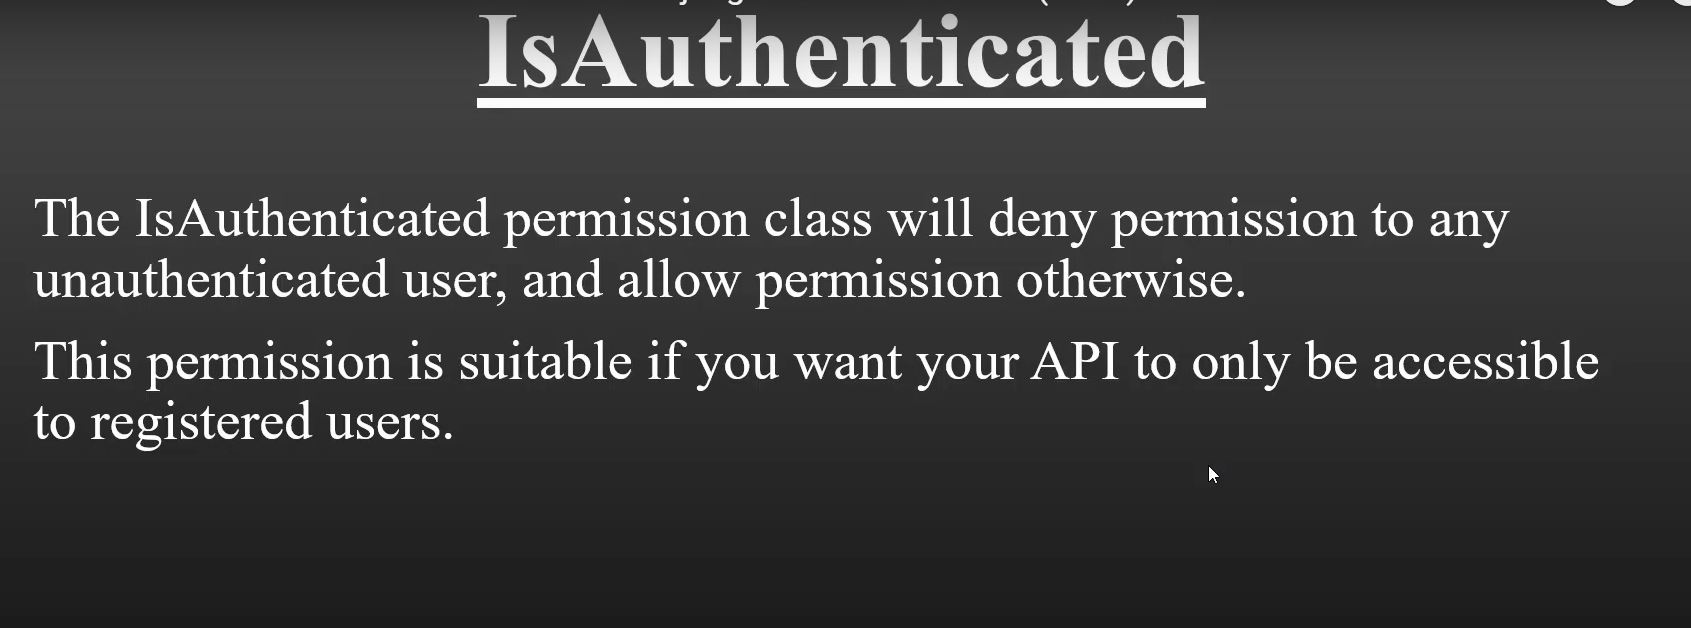 IsAuthenticated
The IsAuthenticated permission class will deny permission to any
unauthenticated user, and allow permission otherwise.
This permission is suitable if you want your API to only be accessible
to registered users.